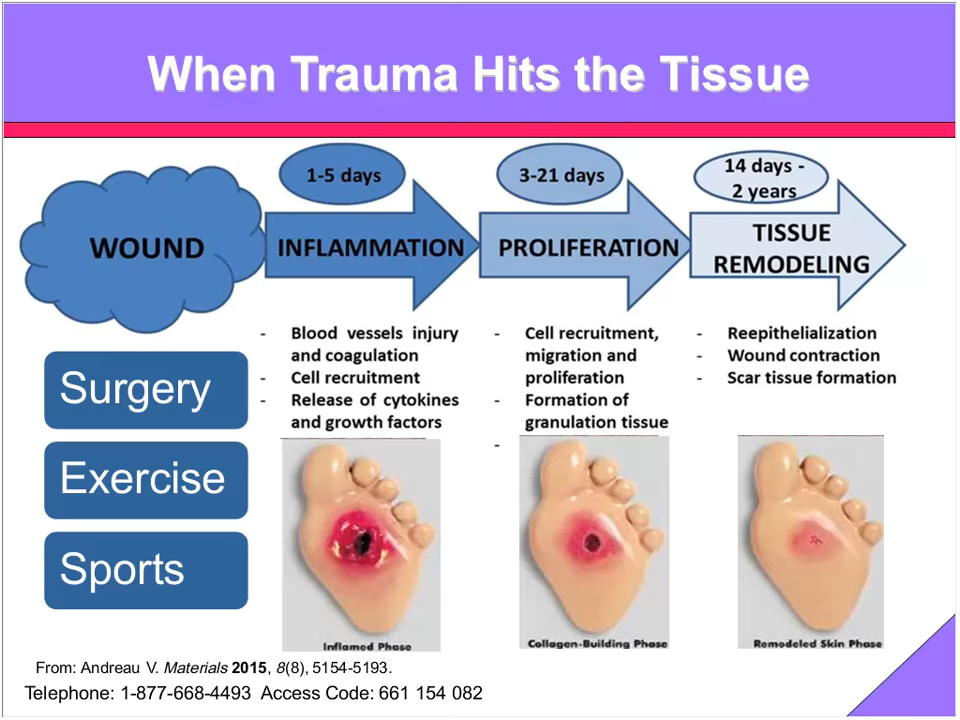 When Trauma Hits the Tissue
1-5 days
3-21 days
14 days -
2 years
WOUND
INFLAMMATION
PROLIFERATION
TISSUE
REMODELING
- Blood vessels injury
and coagulation
- Cell recruitment
- Release of cytokines
and growth factors
- Cell recruitment,
migration and
proliferation
- Formation of
granulation tissue
-
- Reepithelialization
- Wound contraction
- Scar tissue formation
Surgery
Exercise
Sports
Inflamed Phase
Collagen-Building Phase
Remodeled Skin Phase
From: Andreau V. Materials 2015, 8(8), 5154-5193.
Telephone: 1-877-668-4493 Access Code: 661 154 082